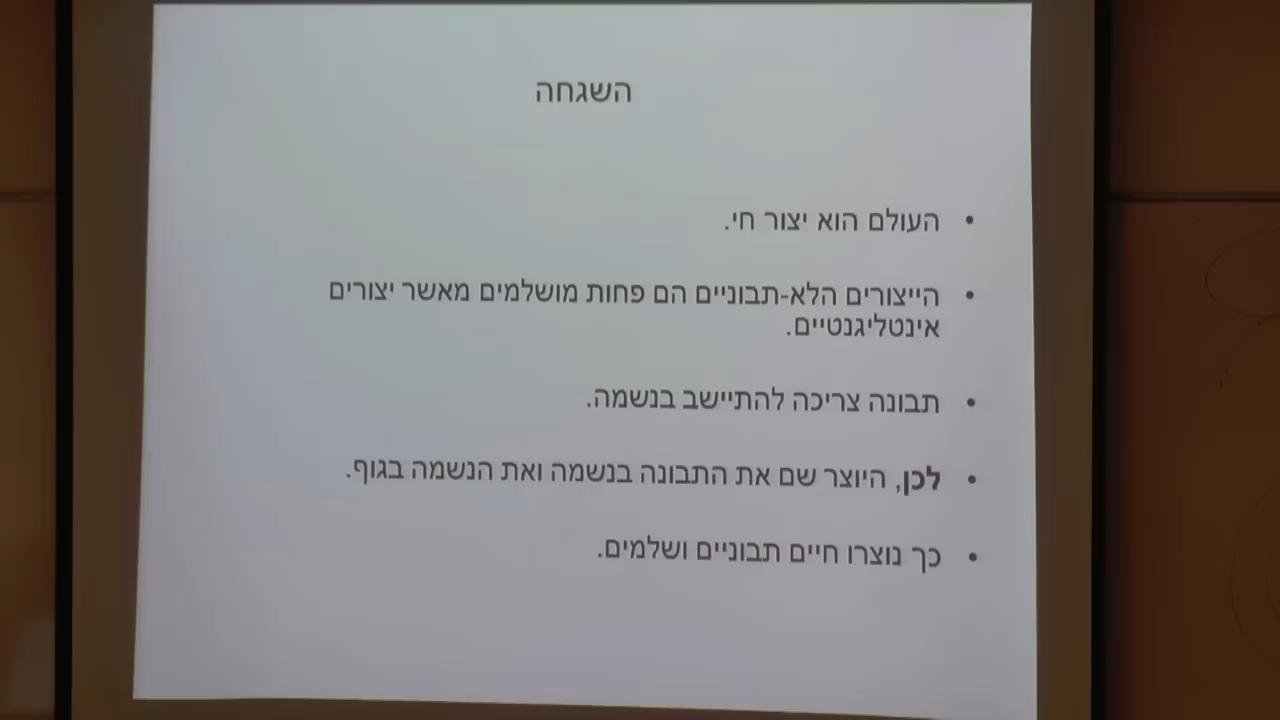 השגחה
• העולם הוא יצור חי.
• הייצורים הלא-תבוניים הם פחות מושלמים מאשר יצורים
אינטליגנטיים.
• תבונה צריכה להתיישב בנשמה.
• לכן, היוצר שם את התבונה בנשמה ואת הנשמה בגוף.
• כך נוצרו חיים תבוניים ושלמים.